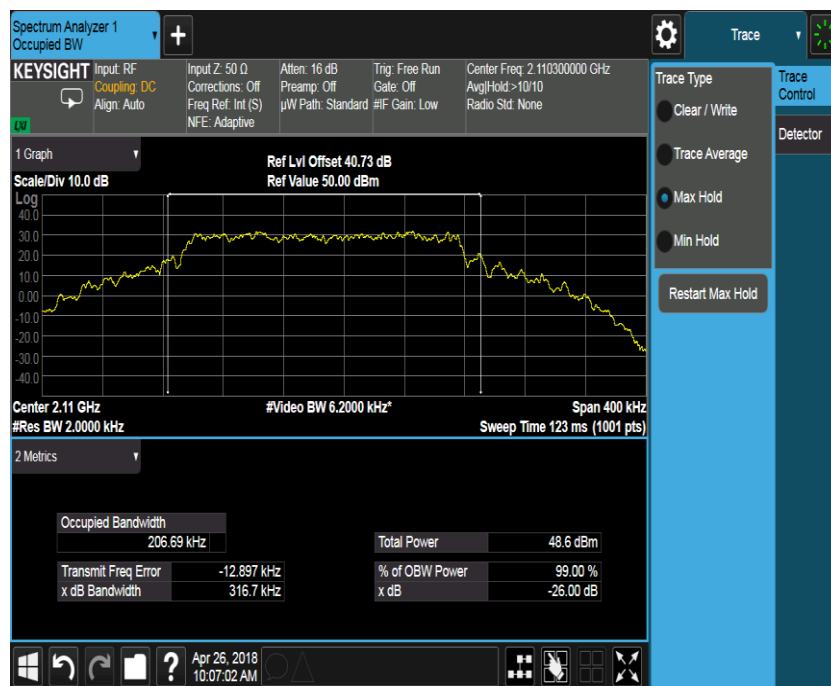 Spectrum Analyzer 1
Occupied BW
+
Trace
KEYSIGHT
Input: RF
Coupling: DC
Align: Auto
Input Z: 50 Ω
Corrections: Off
Freq Ref: Int (S)
NFE: Adaptive
Atten: 16 dB
Preamp: Off
µW Path: Standard
Trig: Free Run
Gate: Off
#IF Gain: Low
Center Freq: 2.110300000 GHz
Avg|Hold:>10/10
Radio Std: None
LXI
Trace Type
Clear / Write
Trace Average
Max Hold
Min Hold
Restart Max Hold
Trace
Control
Detector
1 Graph
Scale/Div 10.0 dB
Ref Lvl Offset 40.73 dB
Ref Value 50.00 dBm
Log
40.0
30.0
20.0
10.0
0.00
-10.0
-20.0
-30.0
-40.0
Center 2.11 GHz
#Video BW 6.2000 kHz*
Span 400 kHz
#Res BW 2.0000 kHz
Sweep Time 123 ms (1001 pts)
2 Metrics
Occupied Bandwidth
206.69 kHz
Total Power 48.6 dBm
Transmit Freq Error -12.897 kHz
% of OBW Power 99.00 %
x dB Bandwidth 316.7 kHz
x dB -26.00 dB
?
Apr 26, 2018
10:07:02 AM